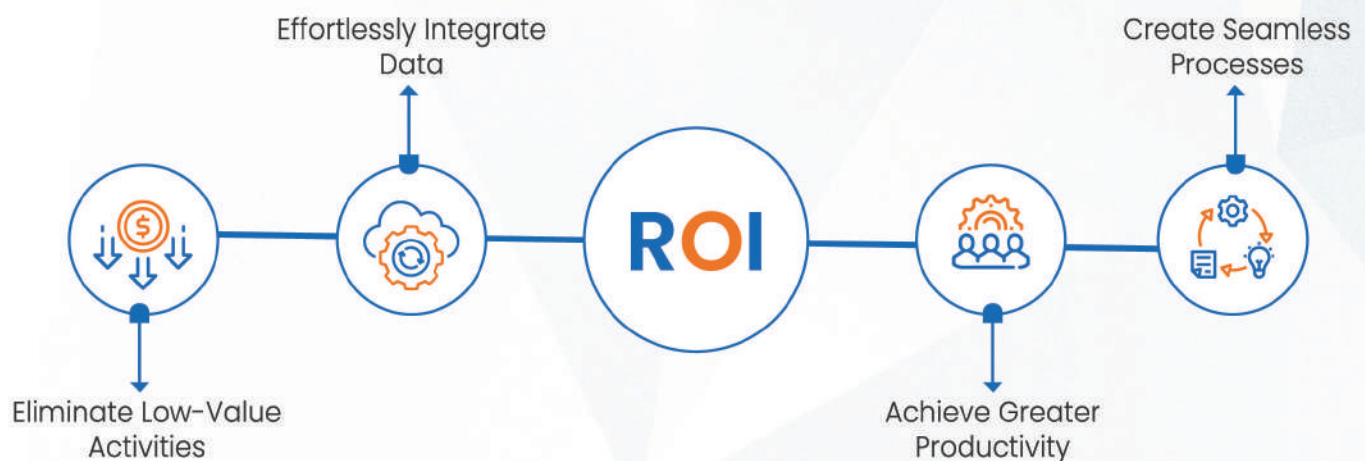 Effortlessly Integrate
Data
Create Seamless
Processes
$
ROI
Eliminate Low-Value
Activities
Achieve Greater
Productivity